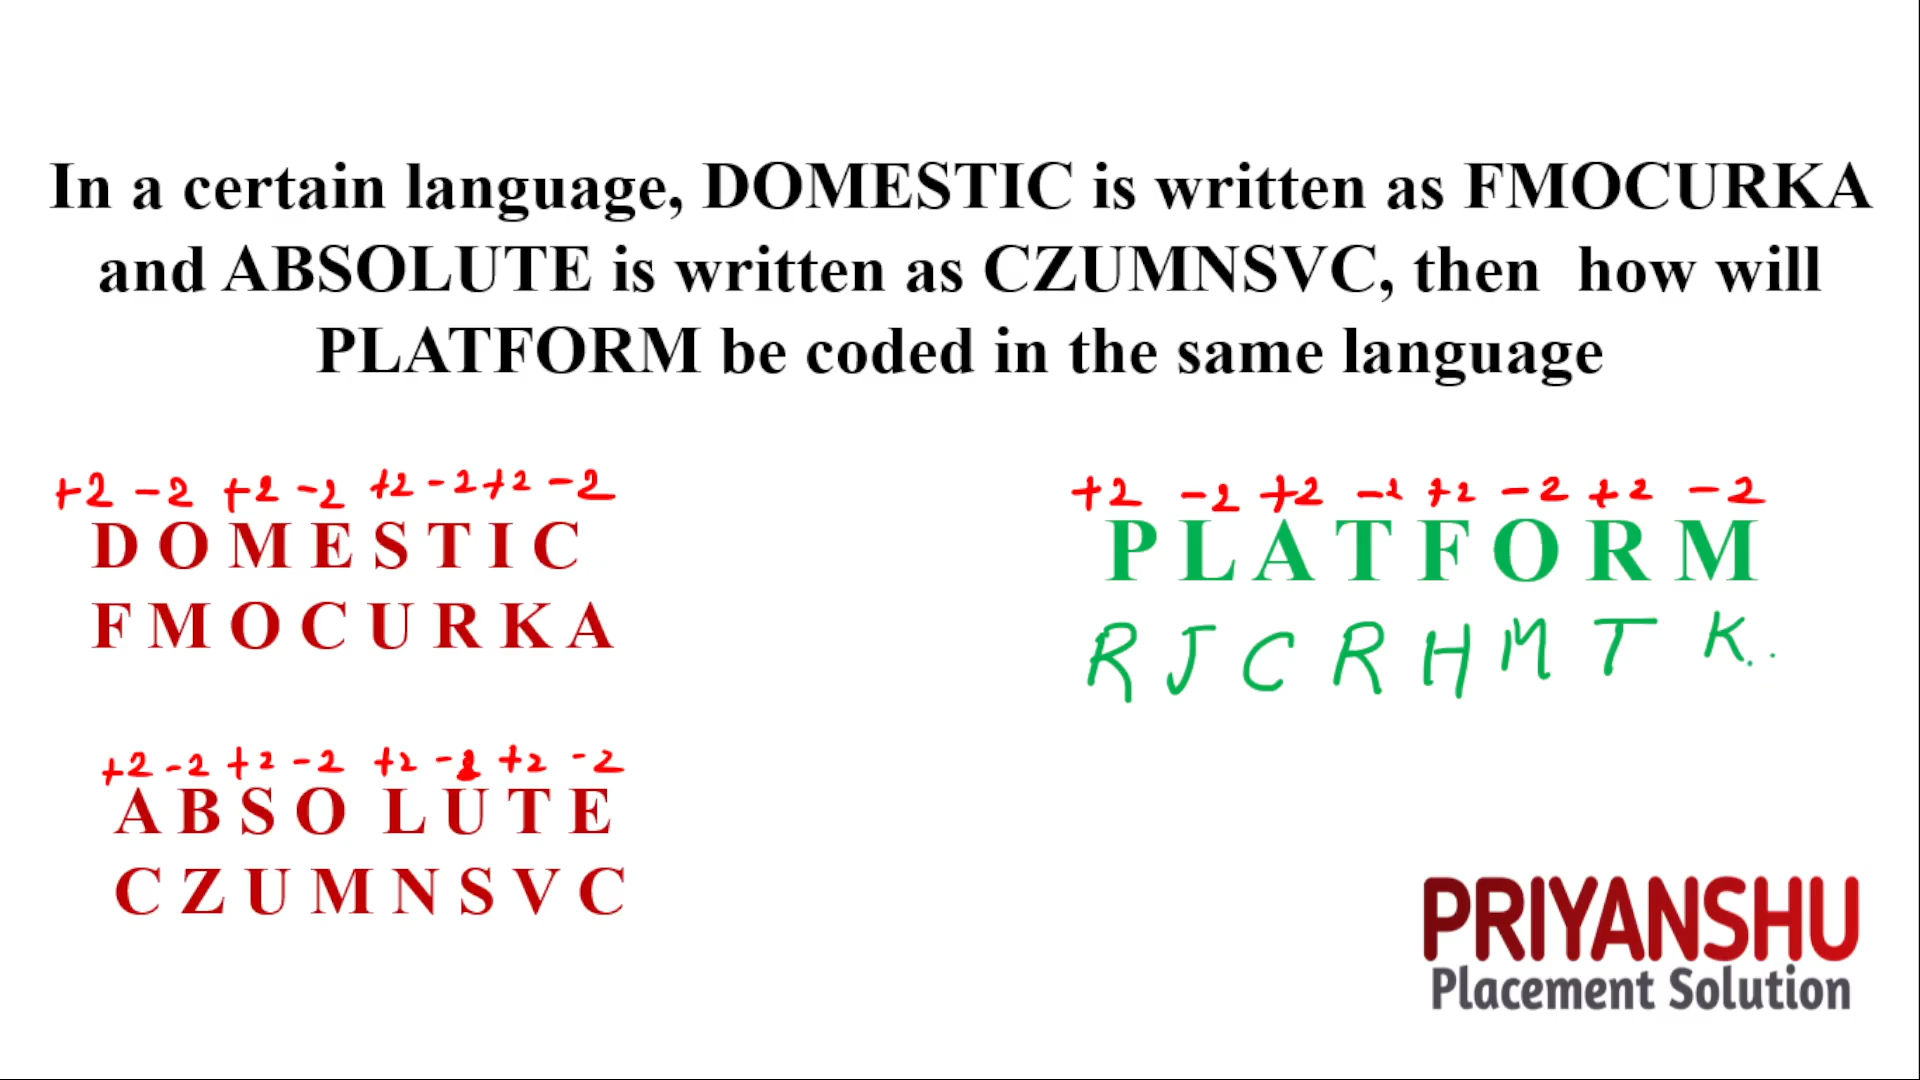 In a certain language, DOMESTIC is written as FMOCURKA
and ABSOLUTE is written as CZUMNSVC, then how will
PLATFORM be coded in the same language
+2 -2 +2 -2 +2 -2 +2 -2
D O M E S T I C
F M O C U R K A
+2 -2 +2 -2 +2 -2 +2 -2
A B S O L U T E
C Z U M N S V C
+2 -2 +2 -2 +2 -2 +2 -2
P L A T F O R M
R J C R H M T K..
PRIYANSHU
Placement Solution